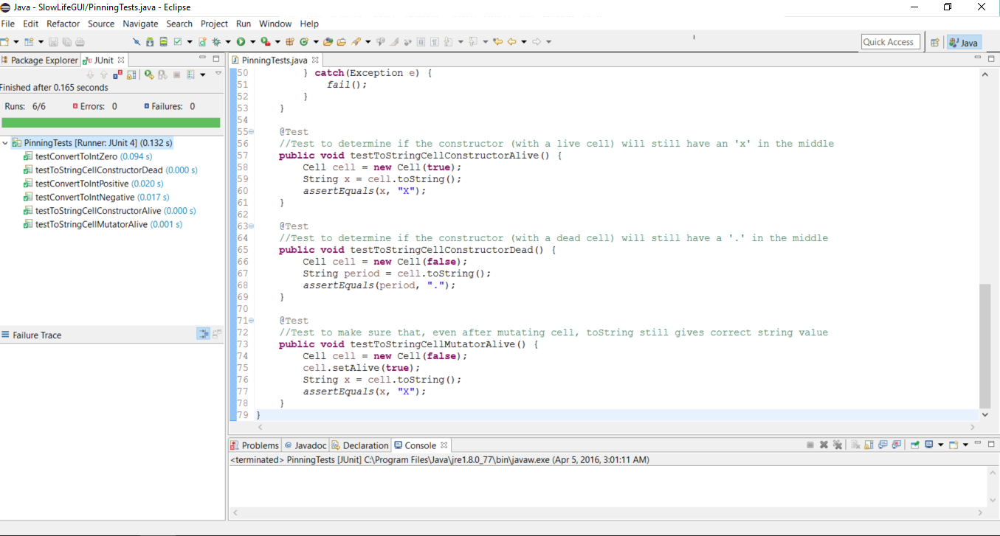 Java - SlowLifeGUI/PinningTests.java - Eclipse
File Edit Refactor Source Navigate Search Project Run Window Help
Quick Access Java
Package Explorer JUnit
Finished after 0.165 seconds
Runs: 6/6 Errors: 0 Failures: 0
PinningTests [Runner: JUnit 4] (0.132 s)
testConvertToIntZero (0.094 s)
testToStringCellConstructorDead (0.000 s)
testConvertToIntPositive (0.020 s)
testConvertToIntNegative (0.017 s)
testToStringCellConstructorAlive (0.000 s)
testToStringCellMutatorAlive (0.001 s)
Failure Trace
PinningTests.java
50 } catch(Exception e) {
51 fail();
52 }
53 }
54
55 @Test
56 //Test to determine if the constructor (with a live cell) will still have an 'x' in the middle
57 public void testToStringCellConstructorAlive() {
58 Cell cell = new Cell(true);
59 String x = cell.toString();
60 assertEquals(x, "X");
61 }
62
63 @Test
64 //Test to determine if the constructor (with a dead cell) will still have a '.' in the middle
65 public void testToStringCellConstructorDead() {
66 Cell cell = new Cell(false);
67 String period = cell.toString();
68 assertEquals(period, ".");
69 }
70
71 @Test
72 //Test to make sure that, even after mutating cell, toString still gives correct string value
73 public void testToStringCellMutatorAlive() {
74 Cell cell = new Cell(false);
75 cell.setAlive(true);
76 String x = cell.toString();
77 assertEquals(x, "X");
78 }
79 }
Problems @ Javadoc Declaration Console
<terminated> PinningTests [JUnit] C:\Program Files\Java\jre1.8.0_77\bin\javaw.exe (Apr 5, 2016, 3:01:11 AM)